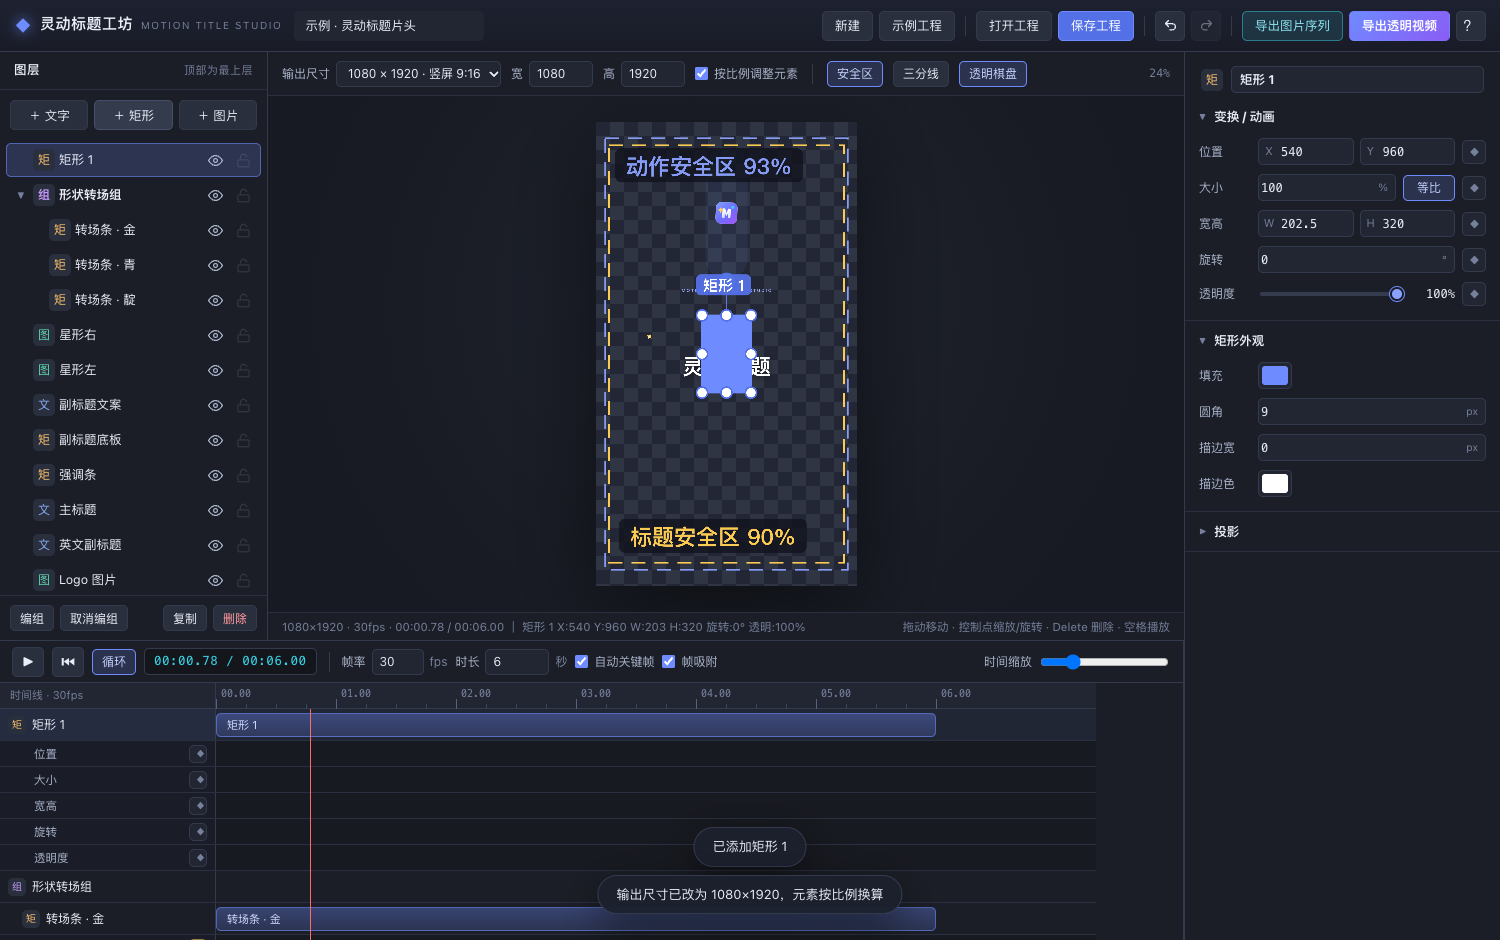 灵动标题工坊 MOTION TITLE STUDIO 示例 · 灵动标题片头 新建 示例工程 打开工程 保存工程 导出图片序列 导出透明视频 ?
图层 顶部为最上层
+ 文字 + 矩形 + 图片
矩 矩形 1
组 形状转场组
矩 转场条 · 金
矩 转场条 · 青
矩 转场条 · 靛
图 星形右
图 星形左
文 副标题文案
矩 副标题底板
矩 强调条
文 主标题
文 英文副标题
图 Logo 图片
编组 取消编组 复制 删除
输出尺寸 1080 × 1920 · 竖屏 9:16 宽 1080 高 1920 按比例调整元素 安全区 三分线 透明棋盘 24%
动作安全区 93%
M
矩形 1
灵 题
标题安全区 90%
1080×1920 · 30fps · 00:00.78 / 00:06.00 | 矩形 1 X:540 Y:960 W:203 H:320 旋转:0° 透明:100% 拖动移动 · 控制点缩放/旋转 · Delete 删除 · 空格播放
矩 矩形 1
变换 / 动画
位置 X 540 Y 960
大小 100 % 等比
宽高 W 202.5 H 320
旋转 0 °
透明度 100%
矩形外观
填充
圆角 9 px
描边宽 0 px
描边色
投影
循环 00:00.78 / 00:06.00 帧率 30 fps 时长 6 秒 自动关键帧 帧吸附 时间缩放
时间线 · 30fps 00.00 01.00 02.00 03.00 04.00 05.00 06.00
矩 矩形 1 矩形 1
位置
大小
宽高
旋转
透明度
组 形状转场组
矩 转场条 · 金 转场条 · 金
已添加矩形 1
输出尺寸已改为 1080×1920，元素按比例换算